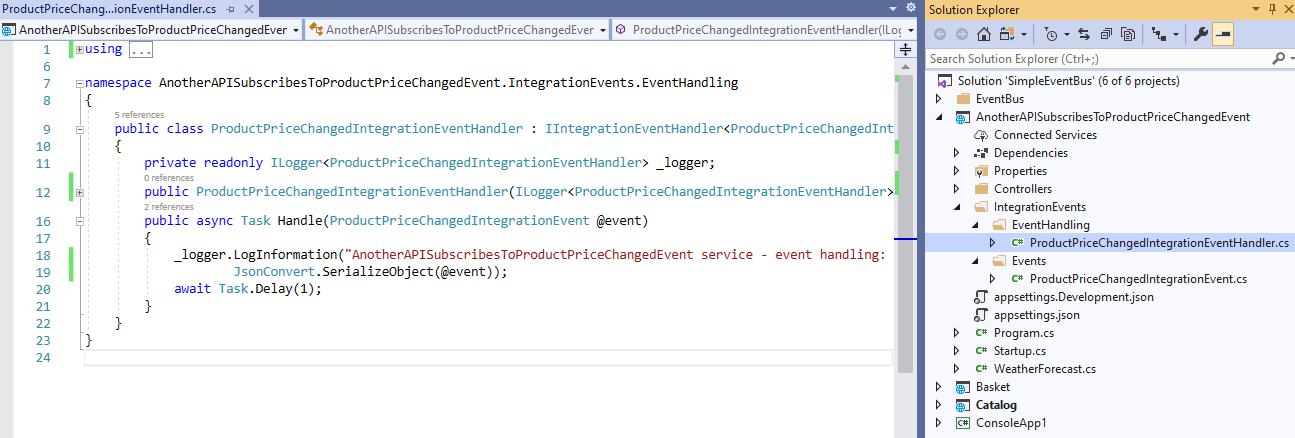 ProductPriceChang...ionEventHandler.cs
AnotherAPISubscribesToProductPriceChangedEver
AnotherAPISubscribesToProductPriceChangedEver
ProductPriceChangedIntegrationEventHandler(ILog
1 using ...
6
7 namespace AnotherAPISubscribesToProductPriceChangedEvent.IntegrationEvents.EventHandling
8 {
5 references
9 public class ProductPriceChangedIntegrationEventHandler : IIntegrationEventHandler<ProductPriceChangedInt
10 {
11 private readonly ILogger<ProductPriceChangedIntegrationEventHandler> _logger;
0 references
12 public ProductPriceChangedIntegrationEventHandler(ILogger<ProductPriceChangedIntegrationEventHandler>
2 references
16 public async Task Handle(ProductPriceChangedIntegrationEvent @event)
17 {
18 _logger.LogInformation("AnotherAPISubscribesToProductPriceChangedEvent service - event handling:
19 JsonConvert.SerializeObject(@event));
20 await Task.Delay(1);
21 }
22 }
23 }
24
Solution Explorer
Search Solution Explorer (Ctrl+;)
Solution 'SimpleEventBus' (6 of 6 projects)
EventBus
AnotherAPISubscribesToProductPriceChangedEvent
Connected Services
Dependencies
Properties
Controllers
IntegrationEvents
EventHandling
C# ProductPriceChangedIntegrationEventHandler.cs
Events
C# ProductPriceChangedIntegrationEvent.cs
appsettings.Development.json
appsettings.json
C# Program.cs
C# Startup.cs
C# WeatherForecast.cs
Basket
Catalog
C# ConsoleApp1